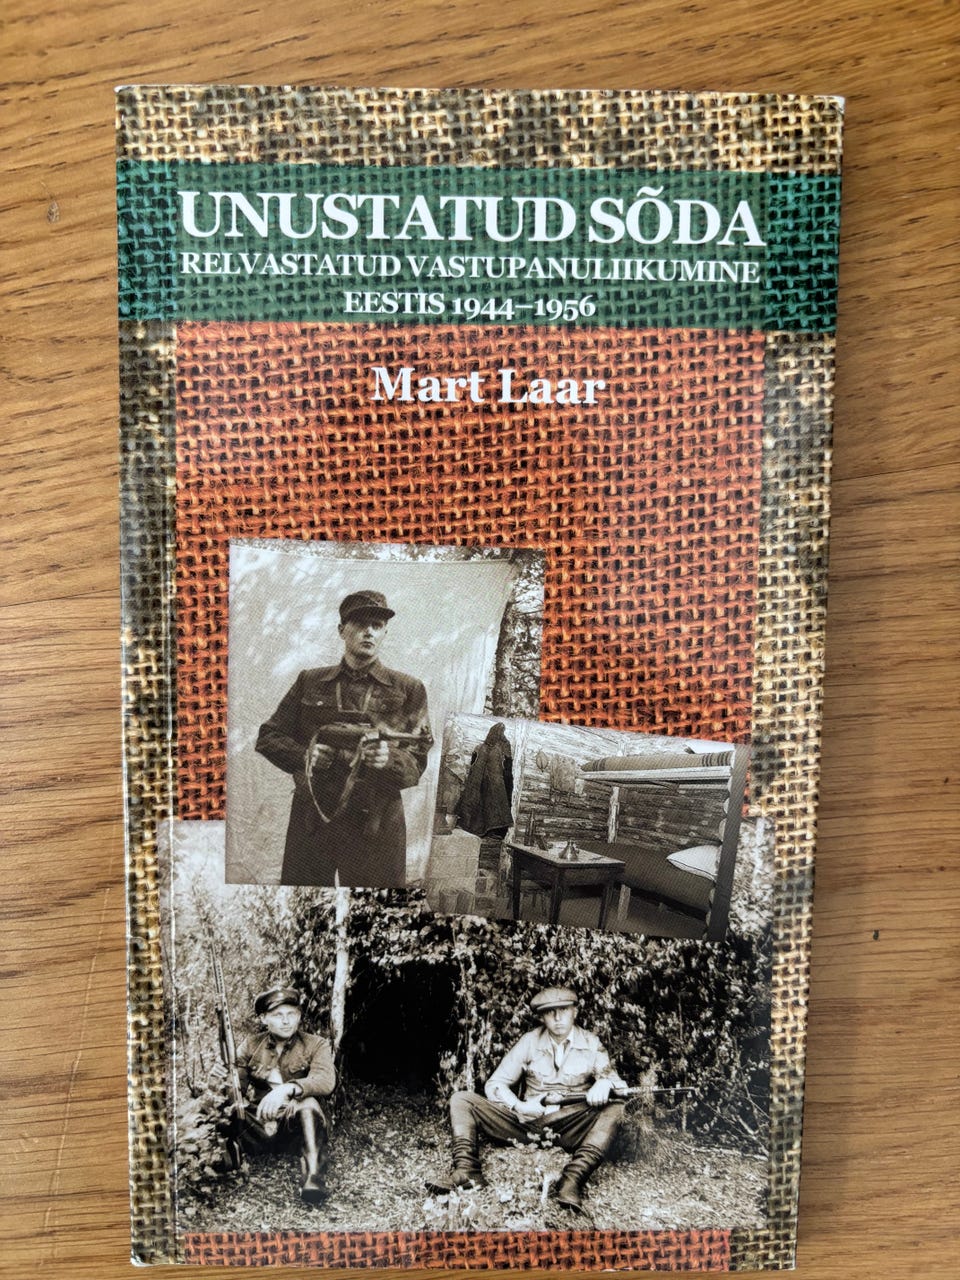 UNUSTATUD SÕDA
RELVASTATUD VASTUPANULIIKUMINE
EESTIS 1944–1956
Mart Laar